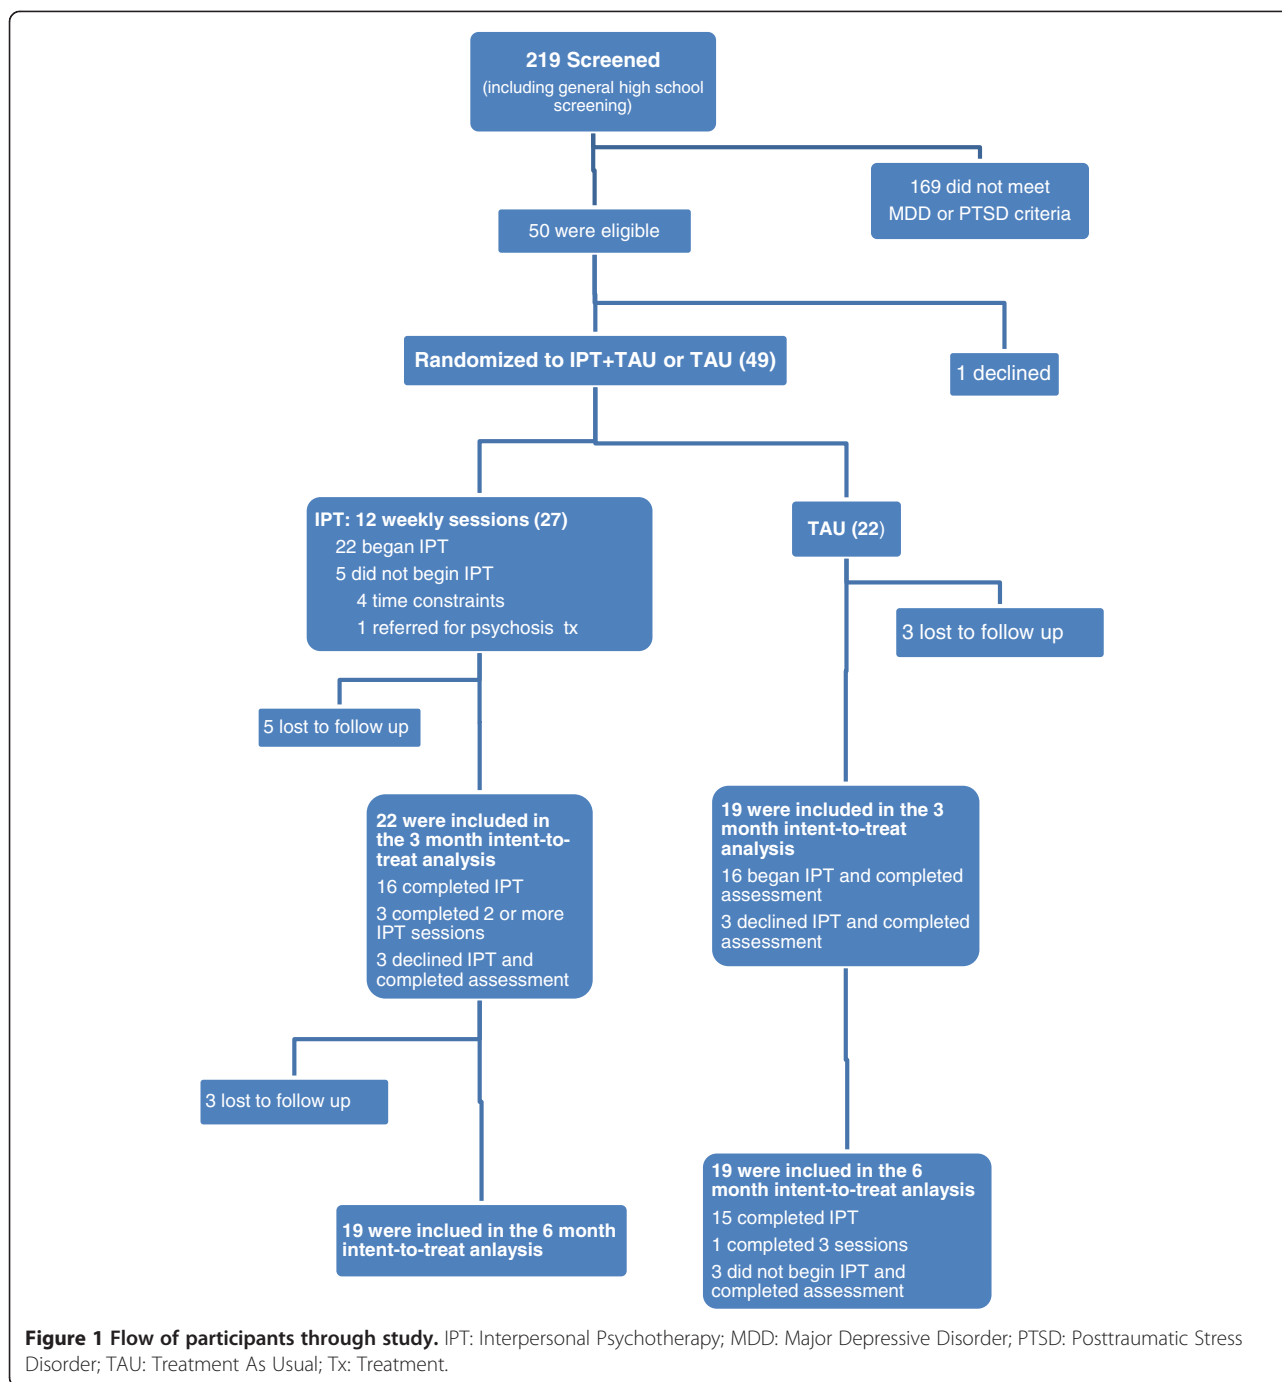 219 Screened
(including general high school
screening)
169 did not meet
MDD or PTSD criteria
50 were eligible
Randomized to IPT+TAU or TAU (49)
1 declined
IPT: 12 weekly sessions (27)
22 began IPT
5 did not begin IPT
4 time constraints
1 referred for psychosis tx
TAU (22)
3 lost to follow up
5 lost to follow up
22 were included in
the 3 month intent-to-
treat analysis
16 completed IPT
3 completed 2 or more
IPT sessions
3 declined IPT and
completed assessment
19 were included in the 3
month intent-to-treat
analysis
16 began IPT and completed
assessment
3 declined IPT and completed
assessment
3 lost to follow up
19 were inclued in the 6 month
intent-to-treat anlaysis
19 were inclued in the 6
month intent-to-treat anlaysis
15 completed IPT
1 completed 3 sessions
3 did not begin IPT and
completed assessment
Figure 1 Flow of participants through study. IPT: Interpersonal Psychotherapy; MDD: Major Depressive Disorder; PTSD: Posttraumatic Stress
Disorder; TAU: Treatment As Usual; Tx: Treatment.